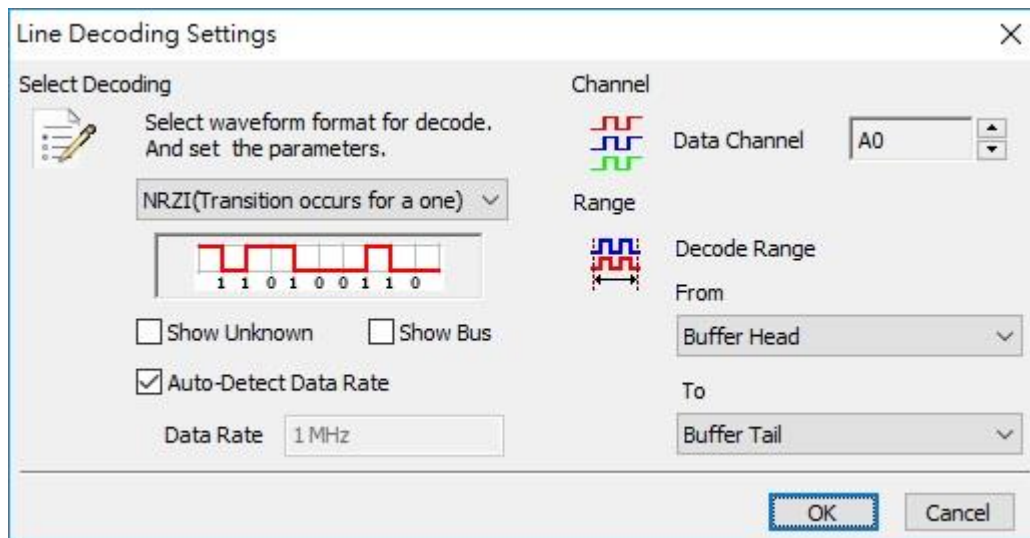 Line Decoding Settings
Select Decoding
Select waveform format for decode.
And set the parameters.
NRZI(Transition occurs for a one)
1 1 0 1 0 0 1 1 0
Show Unknown
Show Bus
Auto-Detect Data Rate
Data Rate
1 MHz
Channel
Data Channel
A0
Range
Decode Range
From
Buffer Head
To
Buffer Tail
OK
Cancel